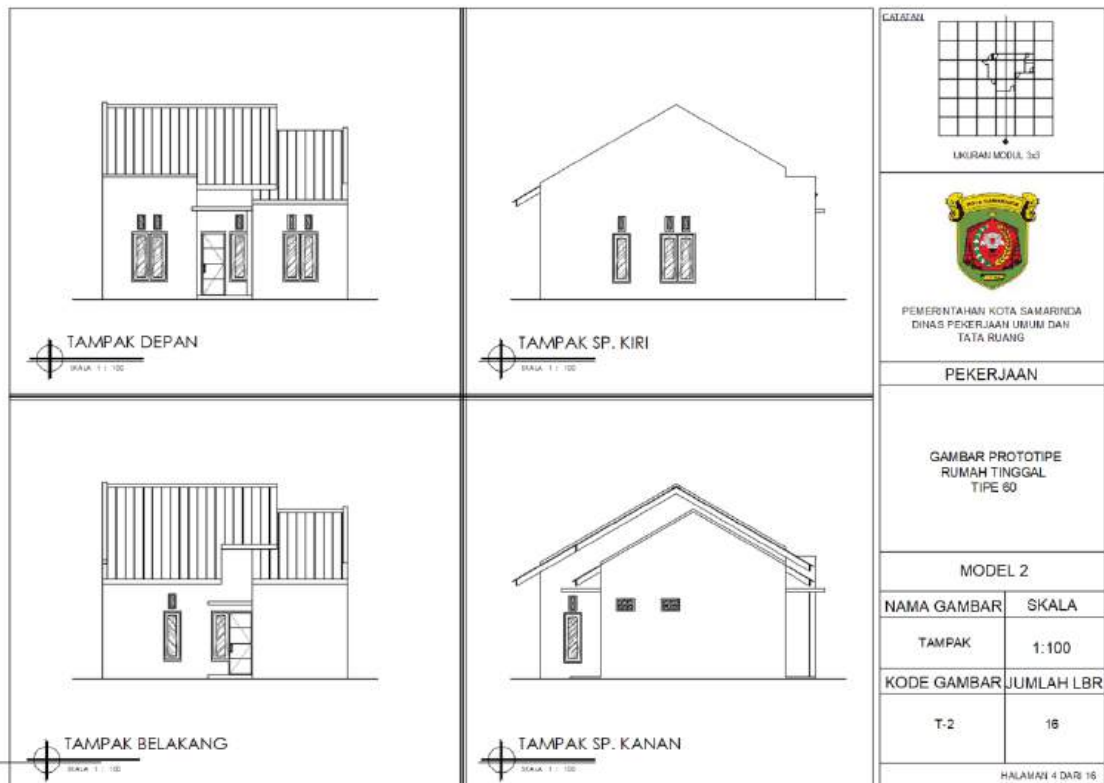 TAMPAK DEPAN
SKALA 1 : 100
TAMPAK SP. KIRI
SKALA 1 : 100
TAMPAK BELAKANG
SKALA 1 : 100
TAMPAK SP. KANAN
SKALA 1 : 100
CATATAN
UKURAN MODUL 3x3
KOTA SAMARINDA
PEMERINTAHAN KOTA SAMARINDA
DINAS PEKERJAAN UMUM DAN
TATA RUANG
PEKERJAAN
GAMBAR PROTOTIPE
RUMAH TINGGAL
TIPE 60
MODEL 2
NAMA GAMBAR SKALA
TAMPAK 1:100
KODE GAMBAR JUMLAH LBR
T-2 16
HALAMAN 4 DARI 16